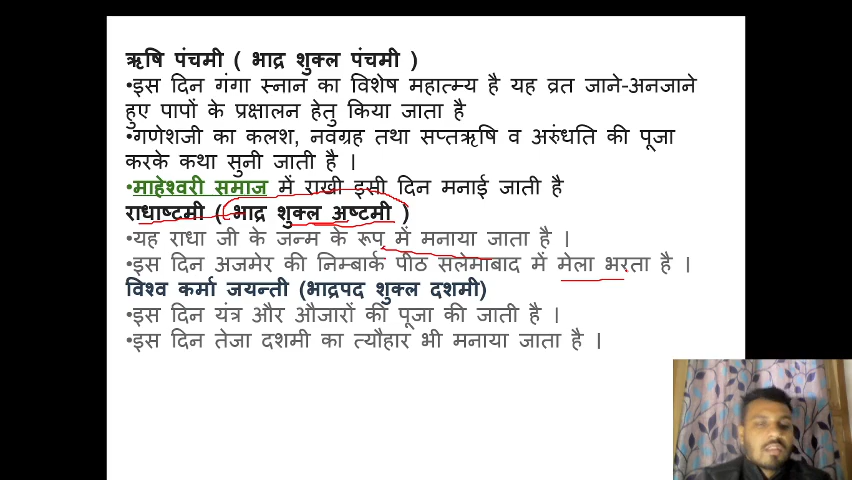 ऋषि पंचमी ( भाद्र शुक्ल पंचमी )
•इस दिन गंगा स्नान का विशेष महात्म्य है यह व्रत जाने-अनजाने
हुए पापों के प्रक्षालन हेतु किया जाता है
•गणेशजी का कलश, नवग्रह तथा सप्तऋषि व अरुंधति की पूजा
करके कथा सुनी जाती है ।
•माहेश्वरी समाज में राखी इसी दिन मनाई जाती है
राधाष्टमी ( भाद्र शुक्ल अष्टमी )
•यह राधा जी के जन्म के रूप में मनाया जाता है ।
•इस दिन अजमेर की निम्बार्क पीठ सलेमाबाद में मेला भरता है ।
विश्व कर्मा जयन्ती (भाद्रपद शुक्ल दशमी)
•इस दिन यंत्र और औजारों की पूजा की जाती है ।
•इस दिन तेजा दशमी का त्यौहार भी मनाया जाता है ।